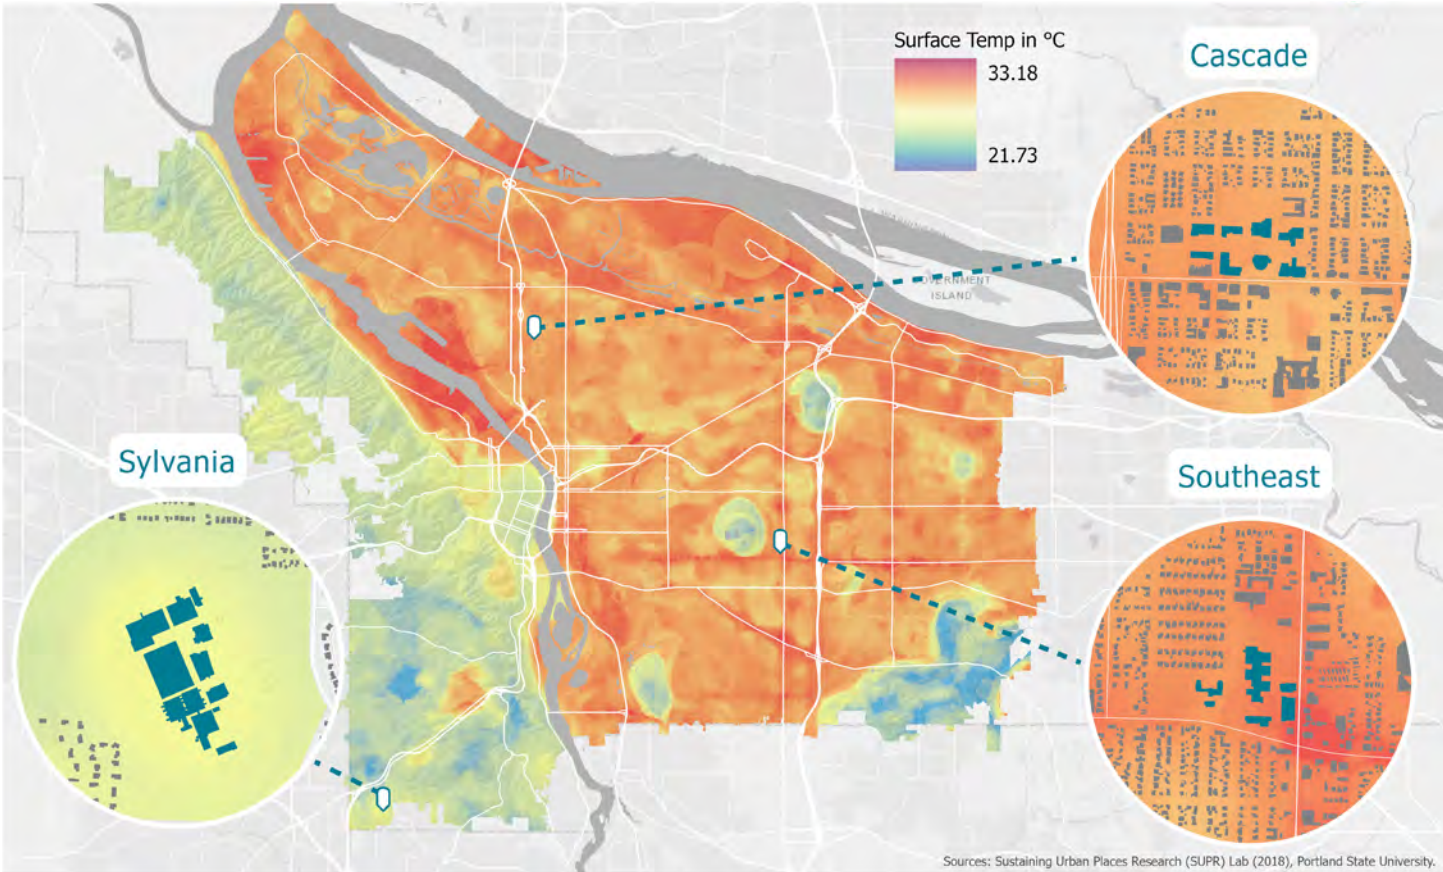 Surface Temp in °C
33.18
21.73
Cascade
GOVERNMENT
ISLAND
Sylvania
Southeast
Sources: Sustaining Urban Places Research (SUPR) Lab (2018), Portland State University.